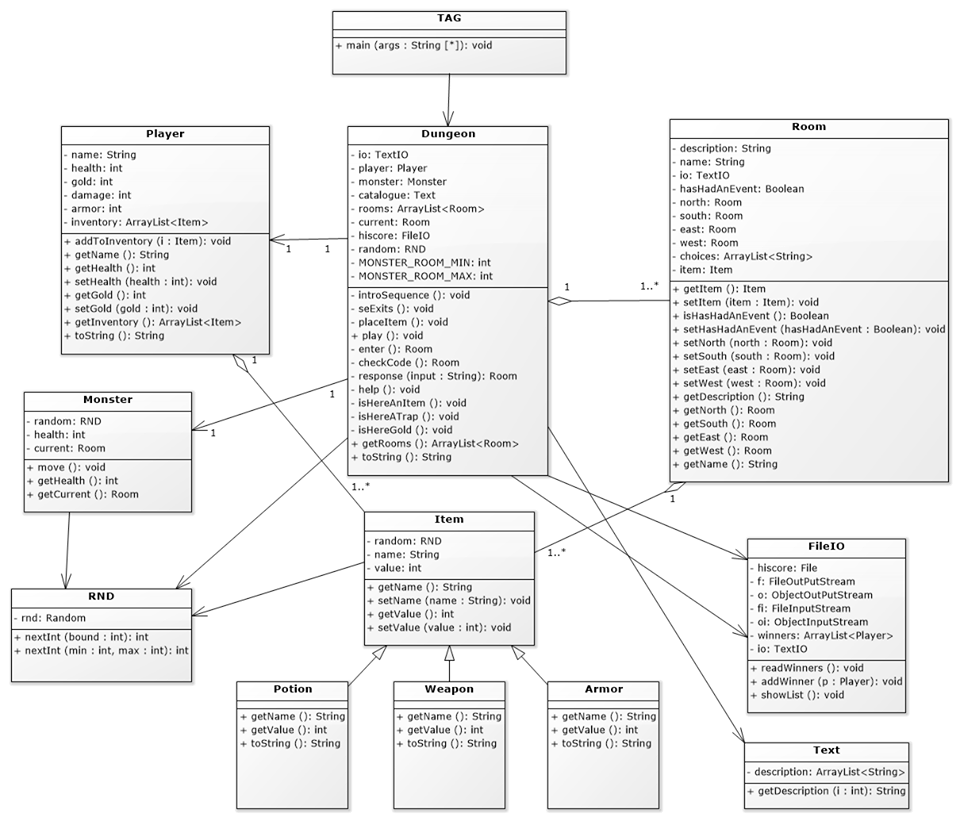 TAG
+ main (args : String [*]): void
Player
- name: String
- health: int
- gold: int
- damage: int
- armor: int
- inventory: ArrayList<Item>
+ addToInventory (i : Item): void
+ getName (): String
+ getHealth (): int
+ setHealth (health : int): void
+ getGold (): int
+ setGold (gold : int): void
+ getInventory (): ArrayList<Item>
+ toString (): String
Dungeon
- io: TextIO
- player: Player
- monster: Monster
- catalogue: Text
- rooms: ArrayList<Room>
- current: Room
- hiscore: FileIO
- random: RND
- MONSTER_ROOM_MIN: int
- MONSTER_ROOM_MAX: int
- introSequence (): void
- seExits (): void
- placeItem (): void
+ play (): void
- enter (): Room
- checkCode (): Room
- response (input : String): Room
- help (): void
- isHereAnItem (): void
- isHereATrap (): void
- isHereGold (): void
+ getRooms (): ArrayList<Room>
+ toString (): String
Room
- description: String
- name: String
- io: TextIO
- hasHadAnEvent: Boolean
- north: Room
- south: Room
- east: Room
- west: Room
- choices: ArrayList<String>
- item: Item
+ getItem (): Item
+ setItem (item : Item): void
+ isHasHadAnEvent (): Boolean
+ setHasHadAnEvent (hasHadAnEvent : Boolean): void
+ setNorth (north : Room): void
+ setSouth (south : Room): void
+ setEast (east : Room): void
+ setWest (west : Room): void
+ getDescription (): String
+ getNorth (): Room
+ getSouth (): Room
+ getEast (): Room
+ getWest (): Room
+ getName (): String
1
1
1
1..*
1
1
1
1..*
1
1..*
Monster
- random: RND
- health: int
- current: Room
+ move (): void
+ getHealth (): int
+ getCurrent (): Room
Item
- random: RND
- name: String
- value: int
+ getName (): String
+ setName (name : String): void
+ getValue (): int
+ setValue (value : int): void
FileIO
- hiscore: File
- f: FileOutPutStream
- o: ObjectOutPutStream
- fi: FileInputStream
- oi: ObjectInputStream
- winners: ArrayList<Player>
- io: TextIO
+ readWinners (): void
+ addWinner (p : Player): void
+ showList (): void
RND
- rnd: Random
+ nextInt (bound : int): int
+ nextInt (min : int, max : int): int
Potion
+ getName (): String
+ getValue (): int
+ toString (): String
Weapon
+ getName (): String
+ getValue (): int
+ toString (): String
Armor
+ getName (): String
+ getValue (): int
+ toString (): String
Text
- description: ArrayList<String>
+ getDescription (i : int): String